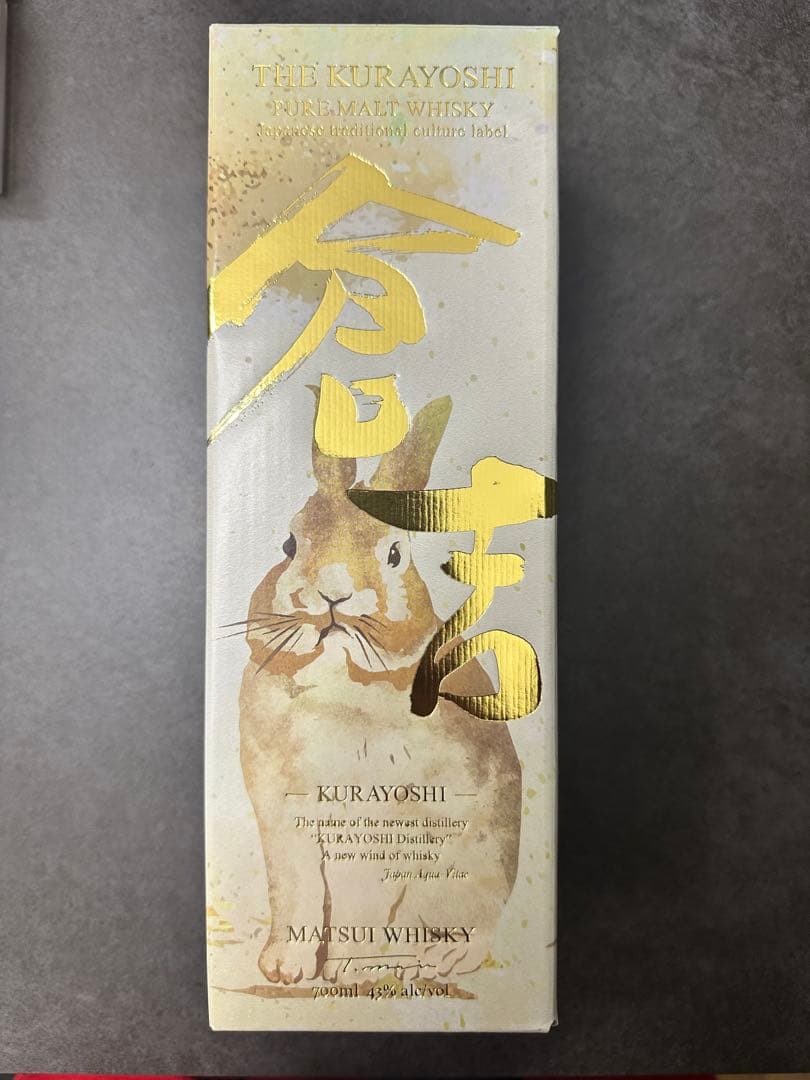 THE KURAYOSHI
PURE MALT WHISKY
Japanese traditional culture label
倉吉
— KURAYOSHI —
The name of the newest distillery
"KURAYOSHI Distillery"
A new wind of whisky
Japan Aqua-Vitae
MATSUI WHISKY
700ml 43% alc/vol